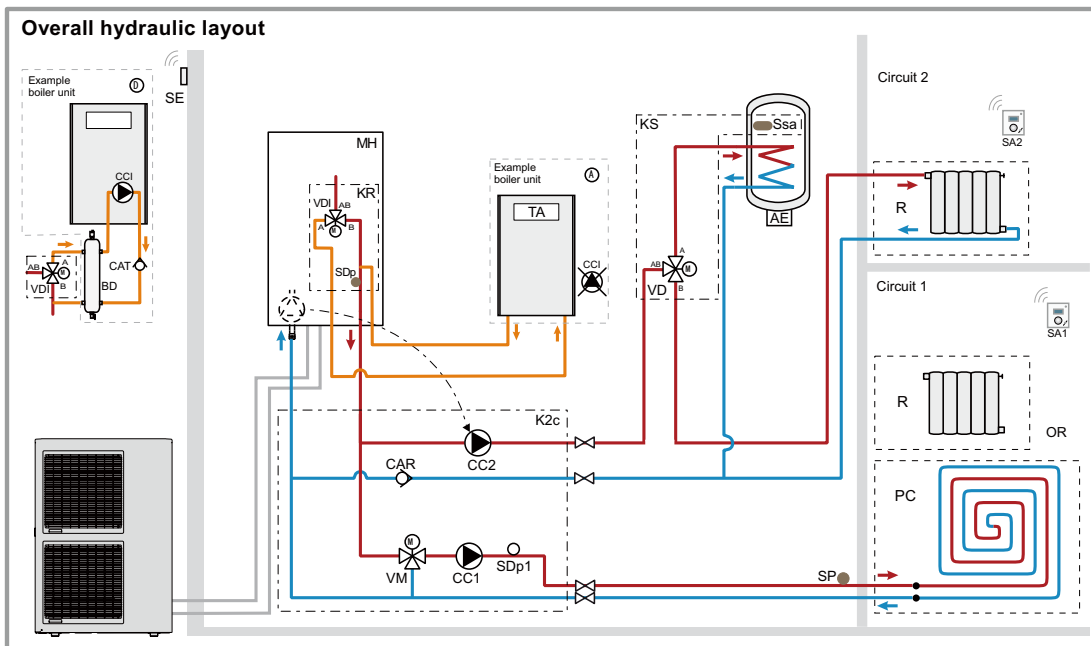 Overall hydraulic layout
Example
boiler unit
D
SE
CCI
CAT
AB
A
M
B
VDI
BD
MH
KR
VDI
AB
A
M
B
SDp
Example
boiler unit
A
TA
CCI
KS
Ssa
AE
A
AB
M
VD
B
Circuit 2
SA2
R
Circuit 1
SA1
R
OR
PC
K2c
CC2
CAR
M
VM
CC1
SDp1
SP